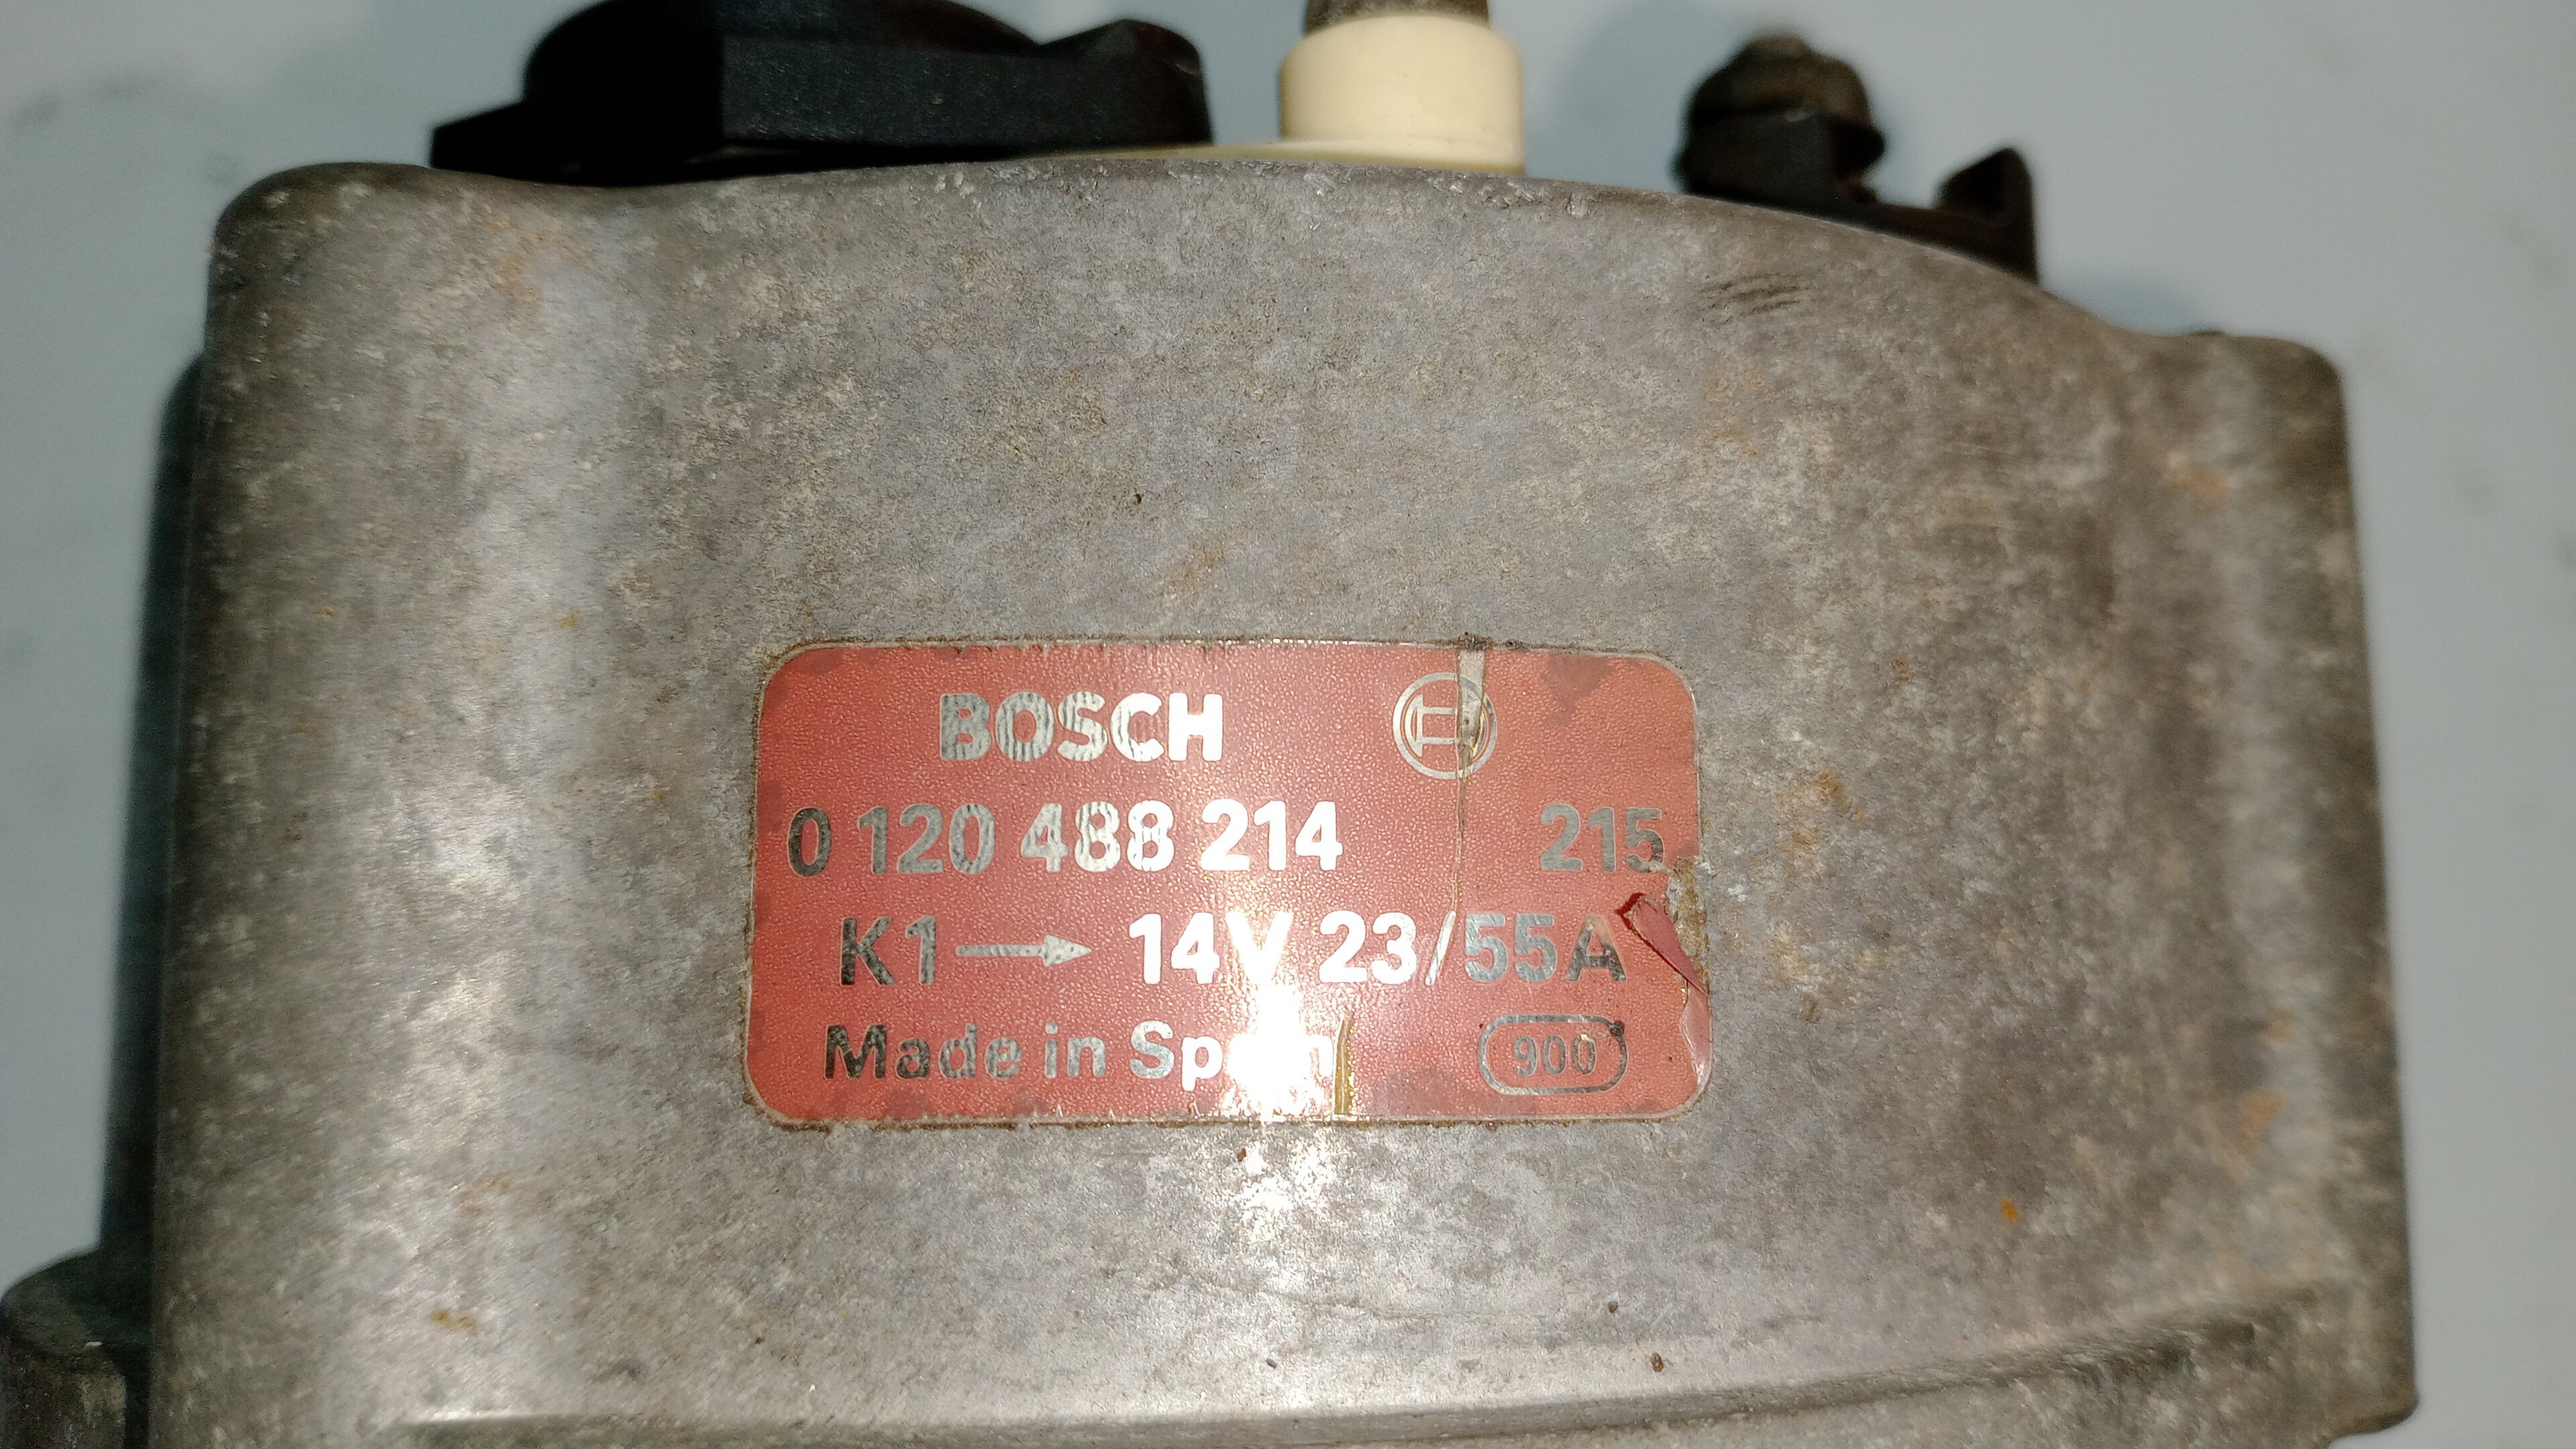 BOSCH
0 120 488 214 215
K1 → 14V 23/55A
Made in Spain 900